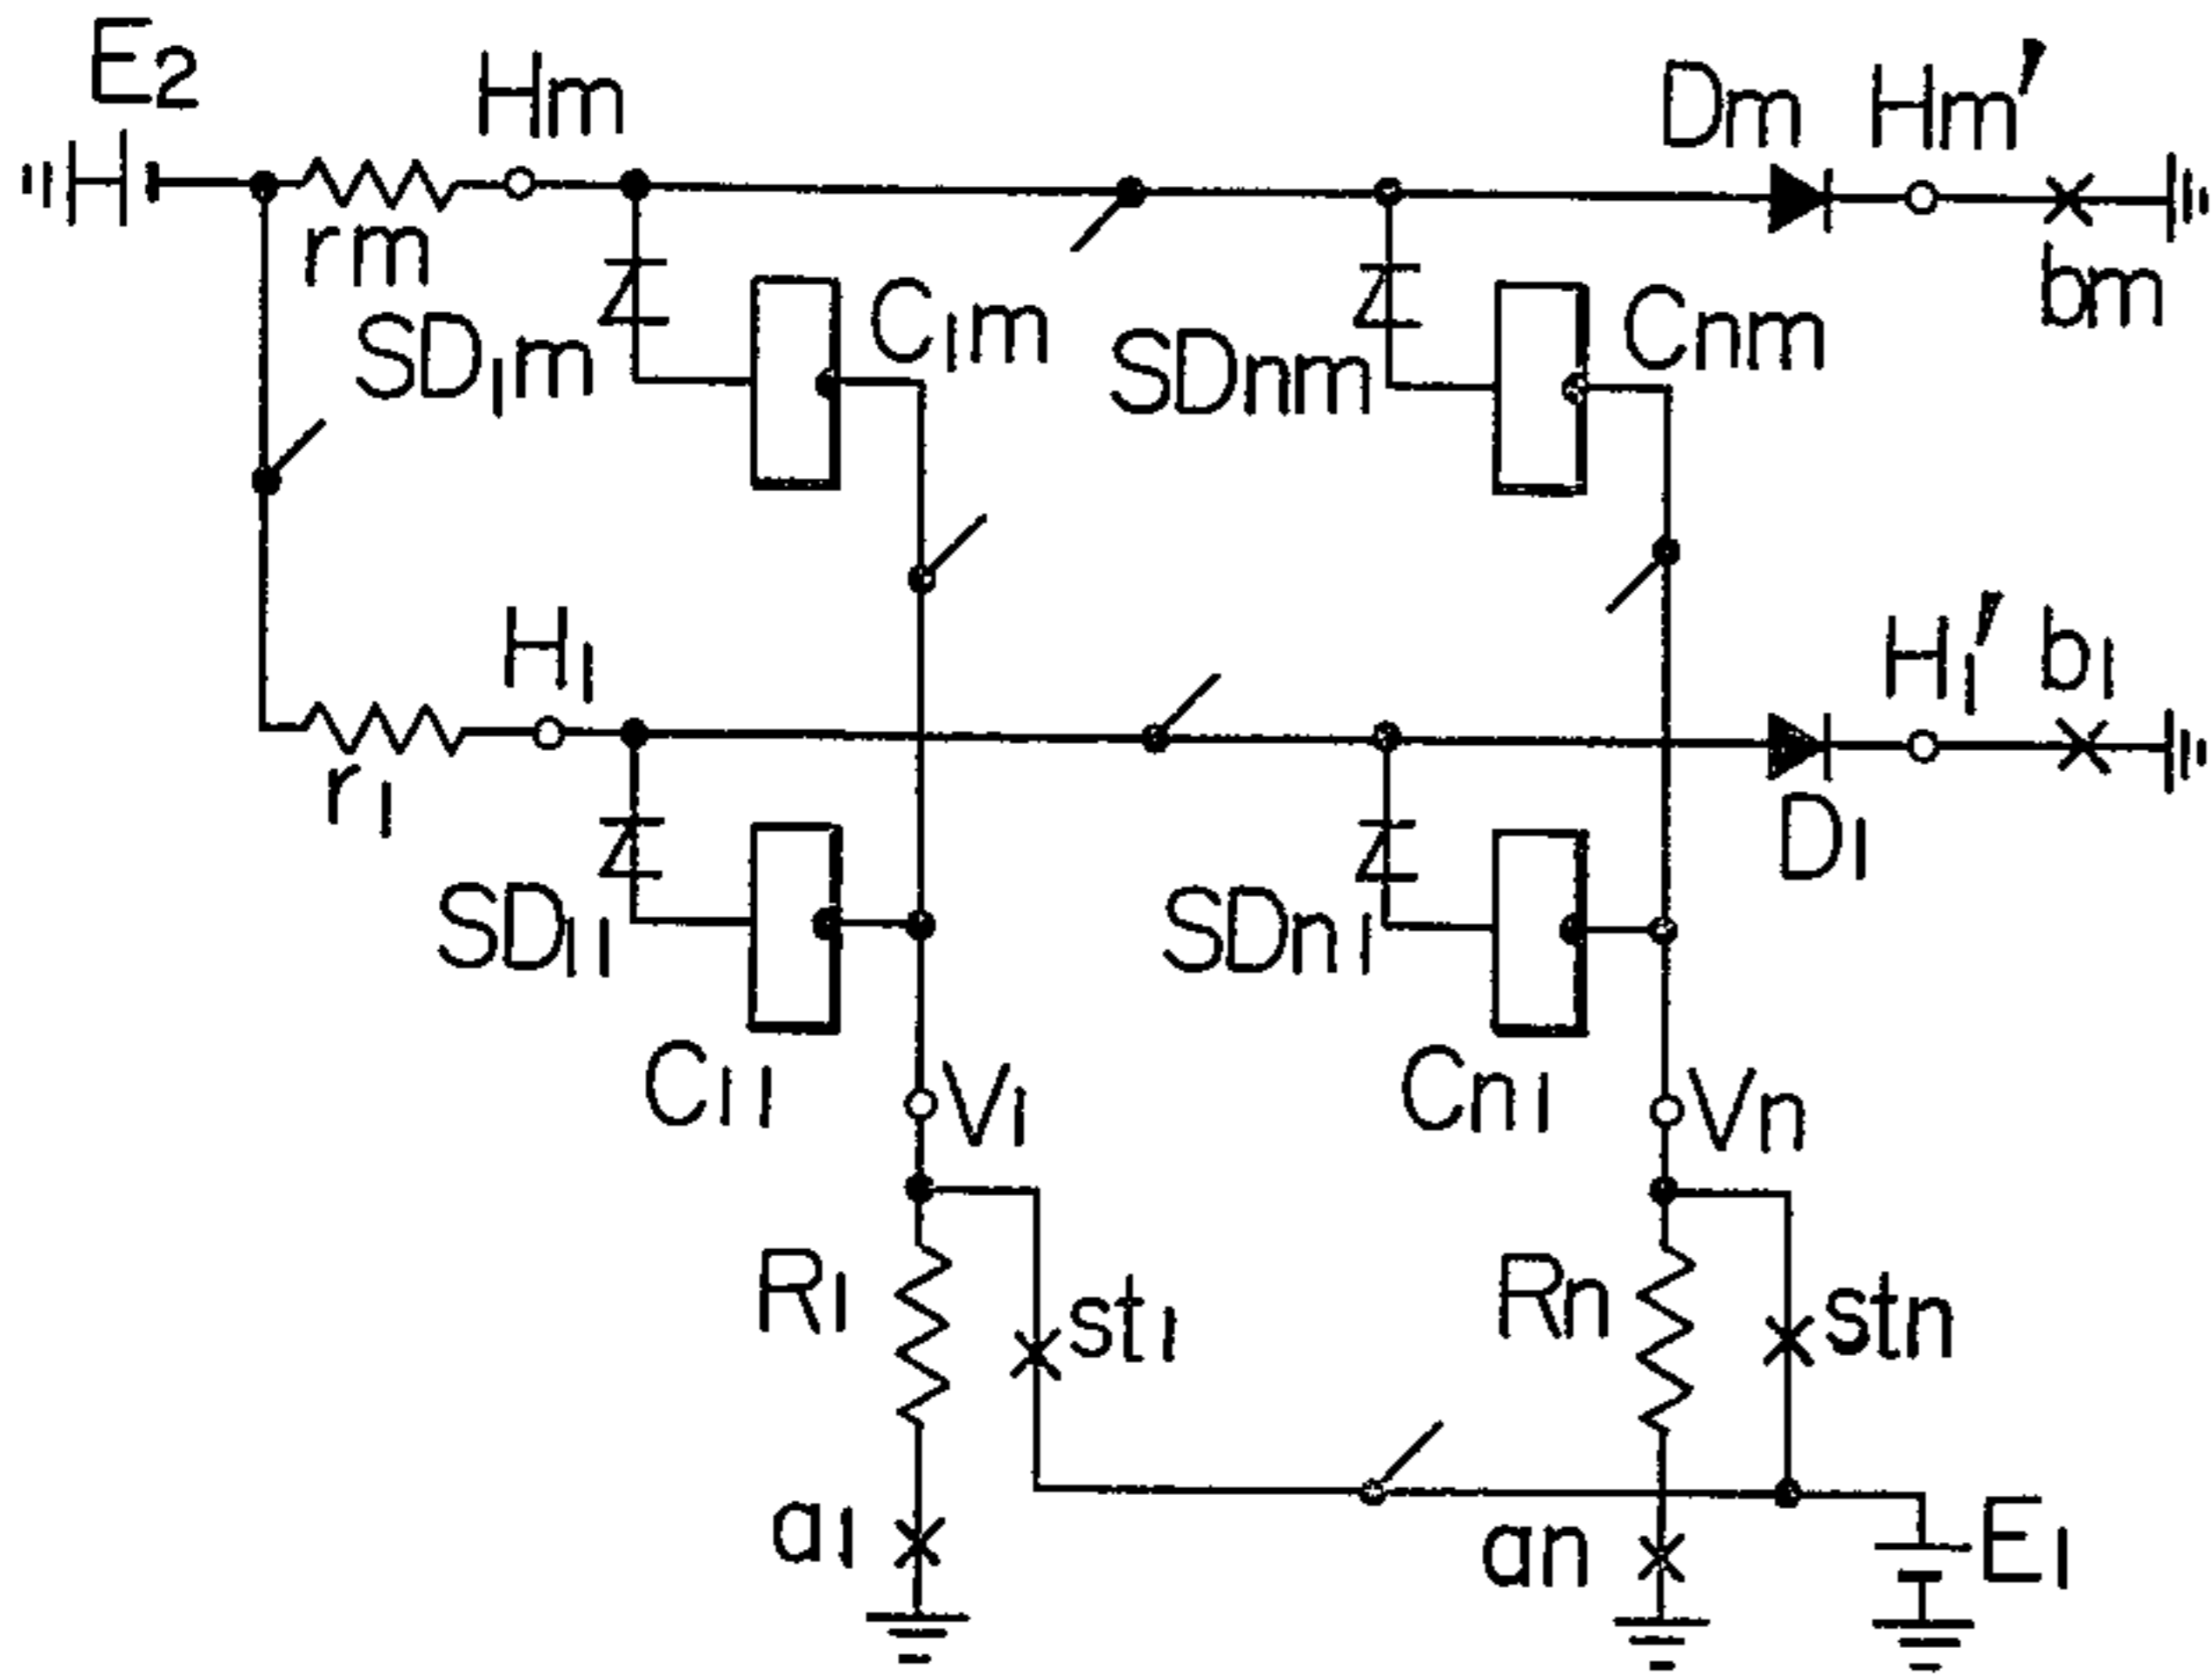 E2
Hm
Dm
Hm'
rm
bm
SD1m
C1m
SDnm
Cnm
H1
H1'
b1
r1
D1
SD11
SDn1
C11
V1
Cn1
Vn
R1
st1
Rn
stn
a1
an
E1